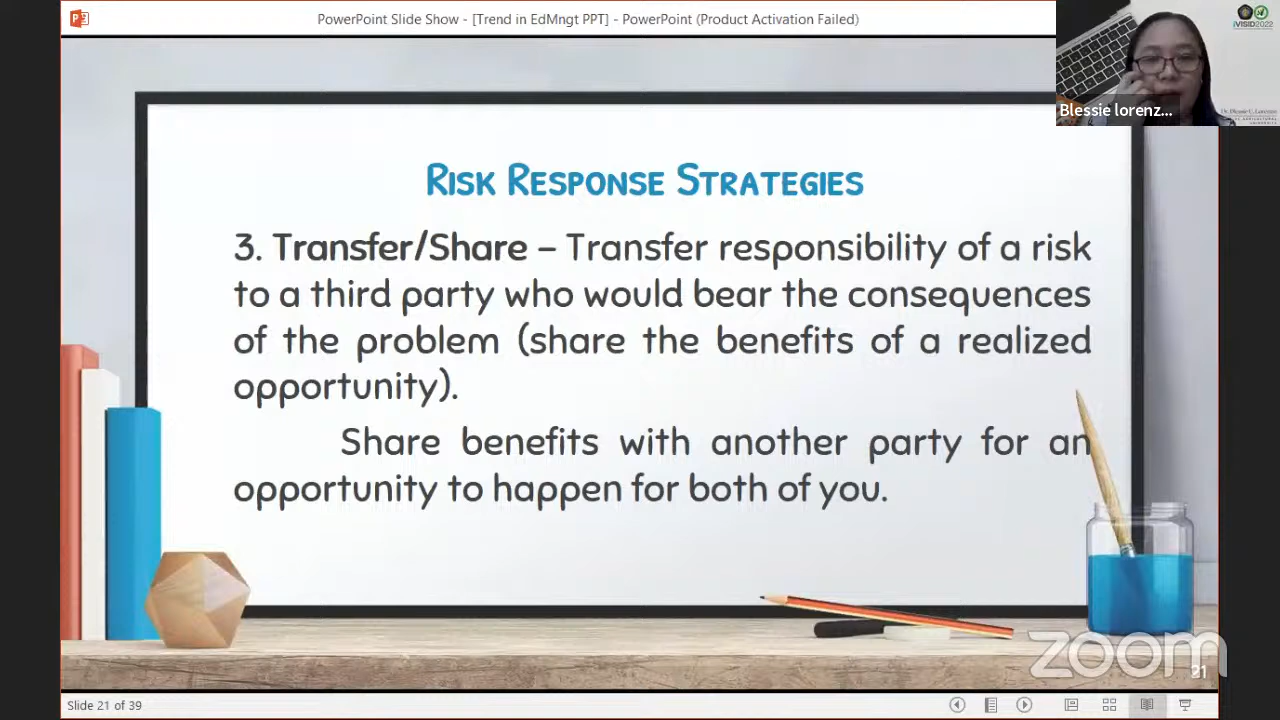 PowerPoint Slide Show - [Trend in EdMngt PPT] - PowerPoint (Product Activation Failed)
iVISID2022
Blessie lorenz...
RISK RESPONSE STRATEGIES
3. Transfer/Share – Transfer responsibility of a risk
to a third party who would bear the consequences
of the problem (share the benefits of a realized
opportunity).
Share benefits with another party for an
opportunity to happen for both of you.
zoom
21
Slide 21 of 39